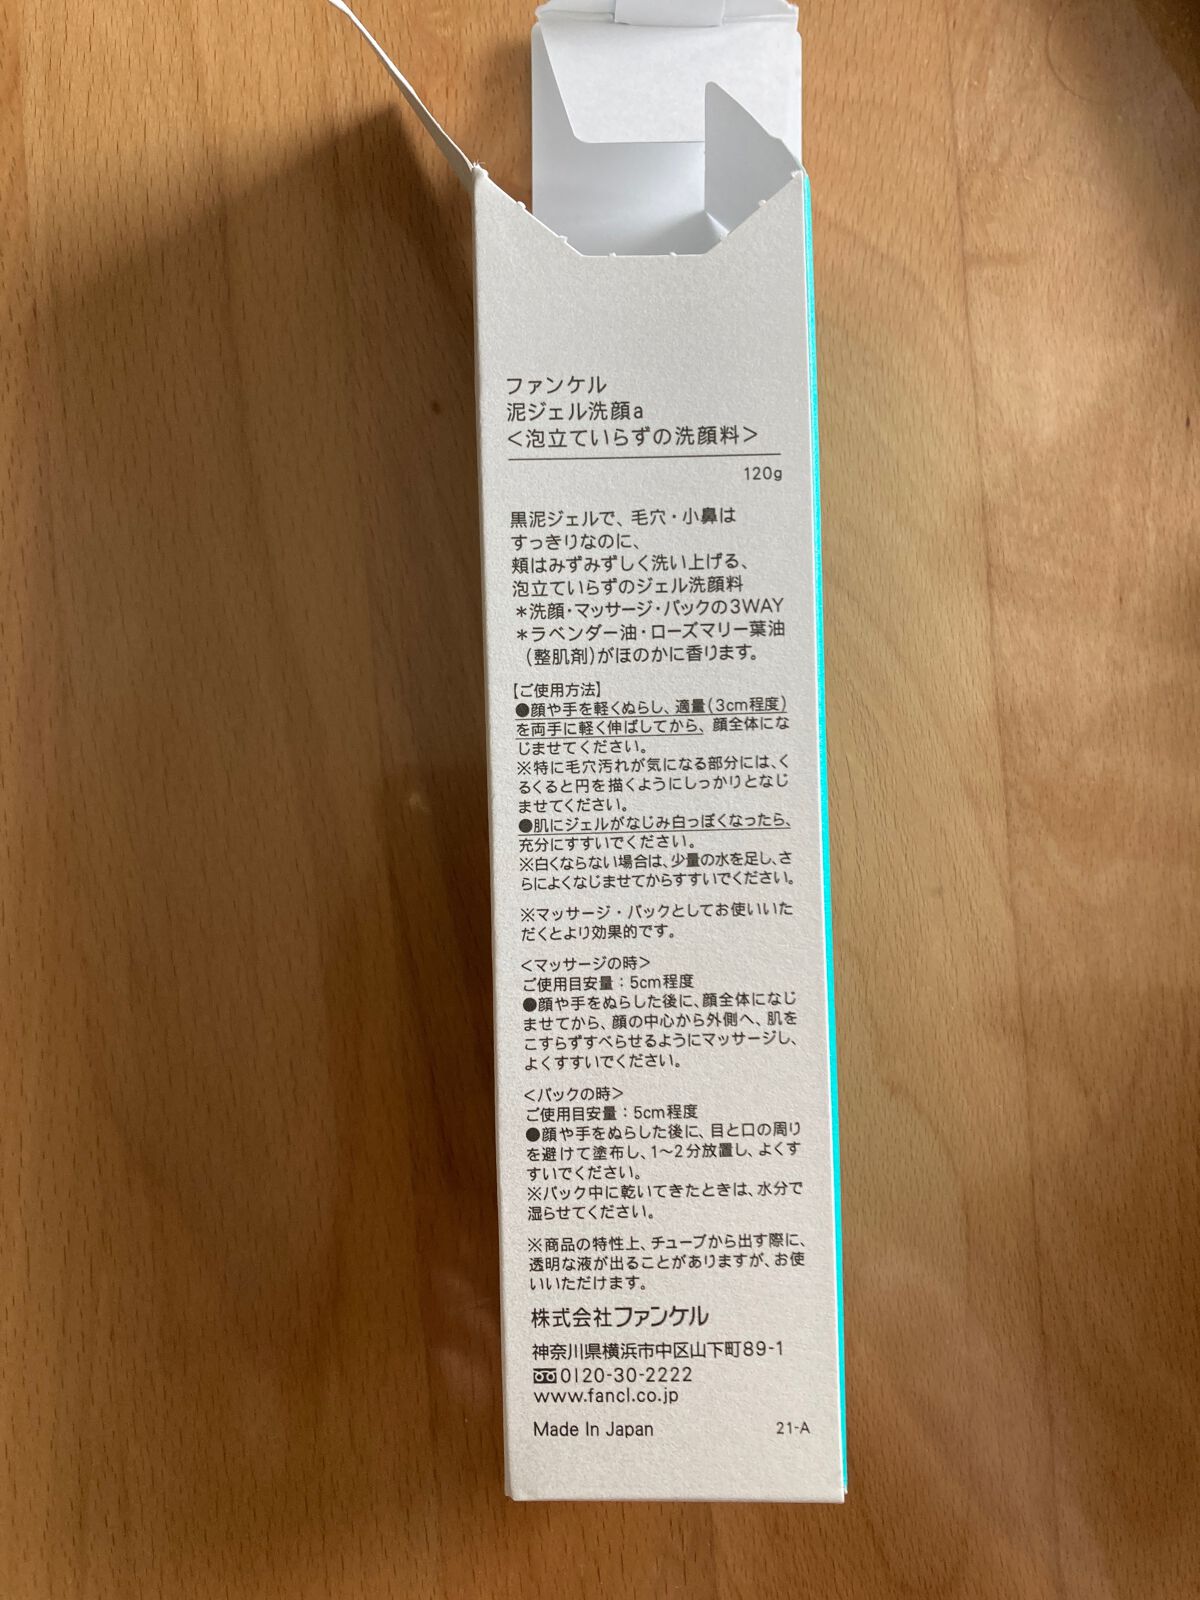 ファンケル
泥ジェル洗顔a
＜泡立ていらずの洗顔料＞
120g
黒泥ジェルで、毛穴・小鼻は
すっきりなのに、
頬はみずみずしく洗い上げる、
泡立ていらずのジェル洗顔料
＊洗顔・マッサージ・パックの3WAY
＊ラベンダー油・ローズマリー葉油
（整肌剤）がほのかに香ります。
【ご使用方法】
●顔や手を軽くぬらし、適量（3cm程度）
を両手に軽く伸ばしてから、顔全体にな
じませてください。
※特に毛穴汚れが気になる部分には、く
るくると円を描くようにしっかりとなじ
ませてください。
●肌にジェルがなじみ白っぽくなったら、
充分にすすいでください。
※白くならない場合は、少量の水を足し、さ
らによくなじませてからすすいでください。
※マッサージ・パックとしてお使いいた
だくとより効果的です。
＜マッサージの時＞
ご使用目安量：5cm程度
●顔や手をぬらした後に、顔全体になじ
ませてから、顔の中心から外側へ、肌を
こすらずすべらせるようにマッサージし、
よくすすいでください。
＜パックの時＞
ご使用目安量：5cm程度
●顔や手をぬらした後に、目と口の周り
を避けて塗布し、1〜2分放置し、よくす
すいでください。
※パック中に乾いてきたときは、水分で
湿らせてください。
※商品の特性上、チューブから出す際に、
透明な液が出ることがありますが、お使
いいただけます。
株式会社ファンケル
神奈川県横浜市中区山下町89-1
0120-30-2222
www.fancl.co.jp
Made In Japan 21-A